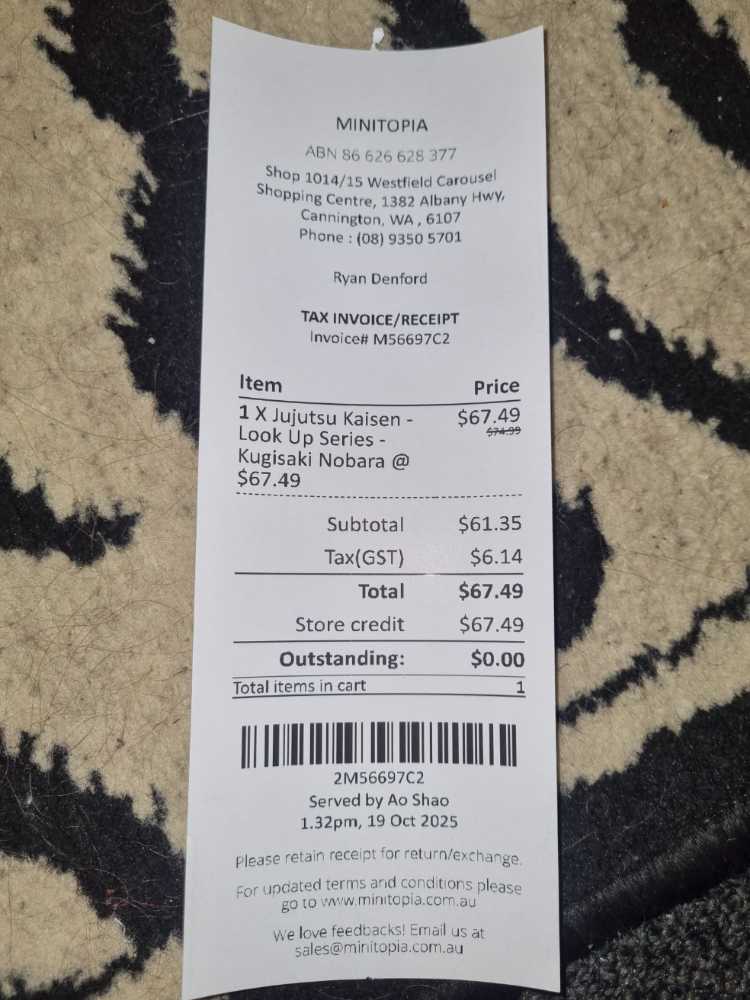 MINITOPIA
ABN 86 626 628 377
Shop 1014/15 Westfield Carousel
Shopping Centre, 1382 Albany Hwy,
Cannington, WA , 6107
Phone : (08) 9350 5701
Ryan Denford
TAX INVOICE/RECEIPT
Invoice# M56697C2
Item Price
1 X Jujutsu Kaisen - $67.49
Look Up Series - $74.99
Kugisaki Nobara @
$67.49
Subtotal $61.35
Tax(GST) $6.14
Total $67.49
Store credit $67.49
Outstanding: $0.00
Total items in cart 1
2M56697C2
Served by Ao Shao
1.32pm, 19 Oct 2025
Please retain receipt for return/exchange.
For updated terms and conditions please
go to www.minitopia.com.au
We love feedbacks! Email us at
sales@minitopia.com.au